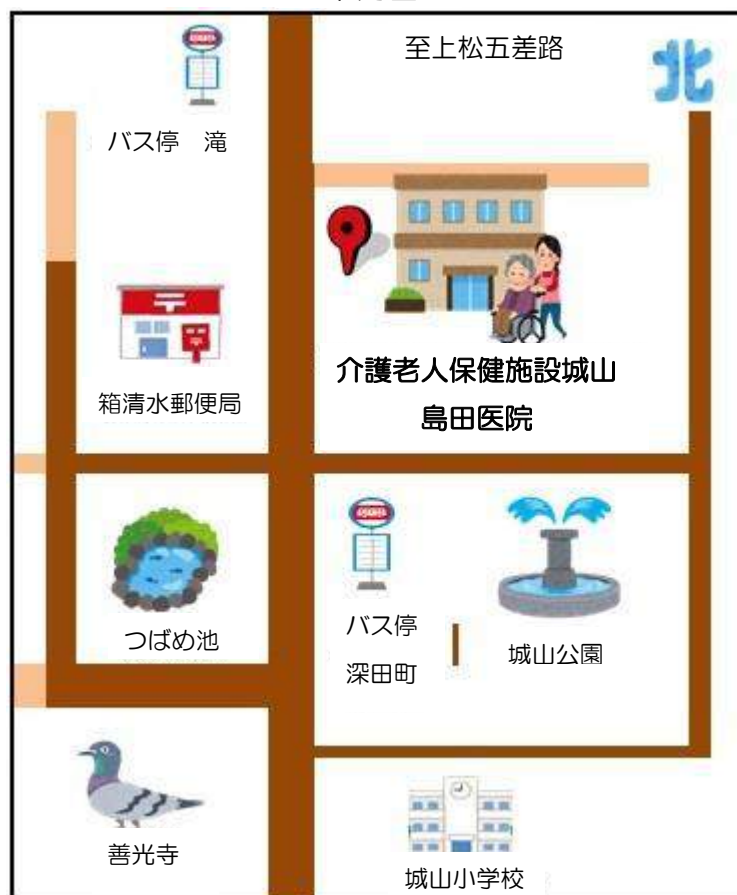 至上松五差路
北
バス停 滝
介護老人保健施設城山
島田医院
箱清水郵便局
つばめ池
バス停
深田町
城山公園
善光寺
城山小学校